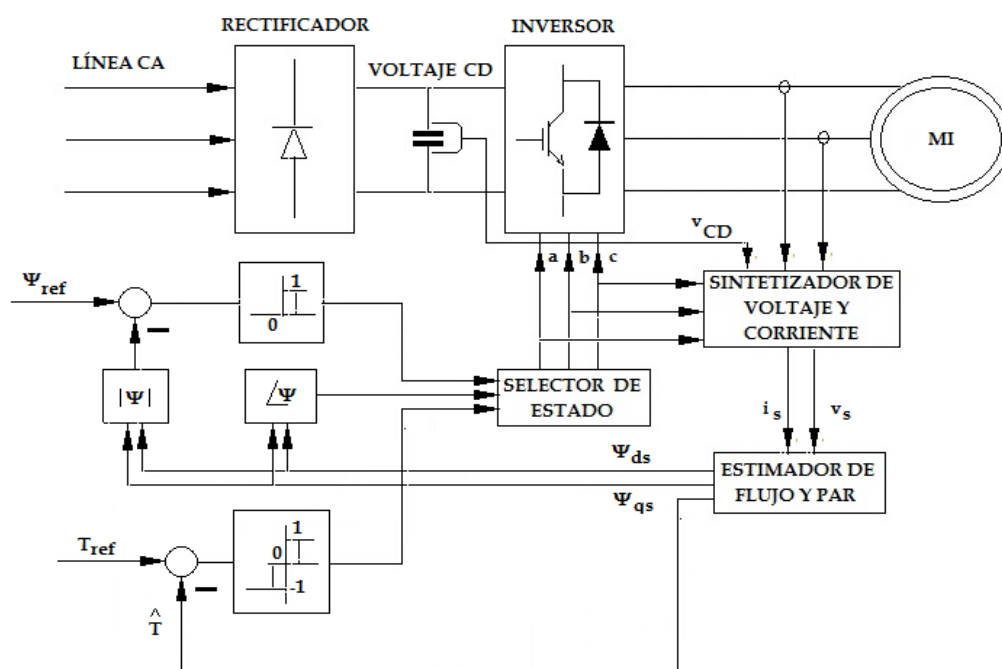 RECTIFICADOR
INVERSOR
LÍNEA CA
VOLTAJE CD
MI
v CD
a b c
Ψref
1
0
SINTETIZADOR DE
VOLTAJE Y
CORRIENTE
|Ψ|
∠Ψ
SELECTOR DE
ESTADO
is
vs
Ψds
Ψqs
ESTIMADOR DE
FLUJO Y PAR
Tref
1
0
-1
T̂